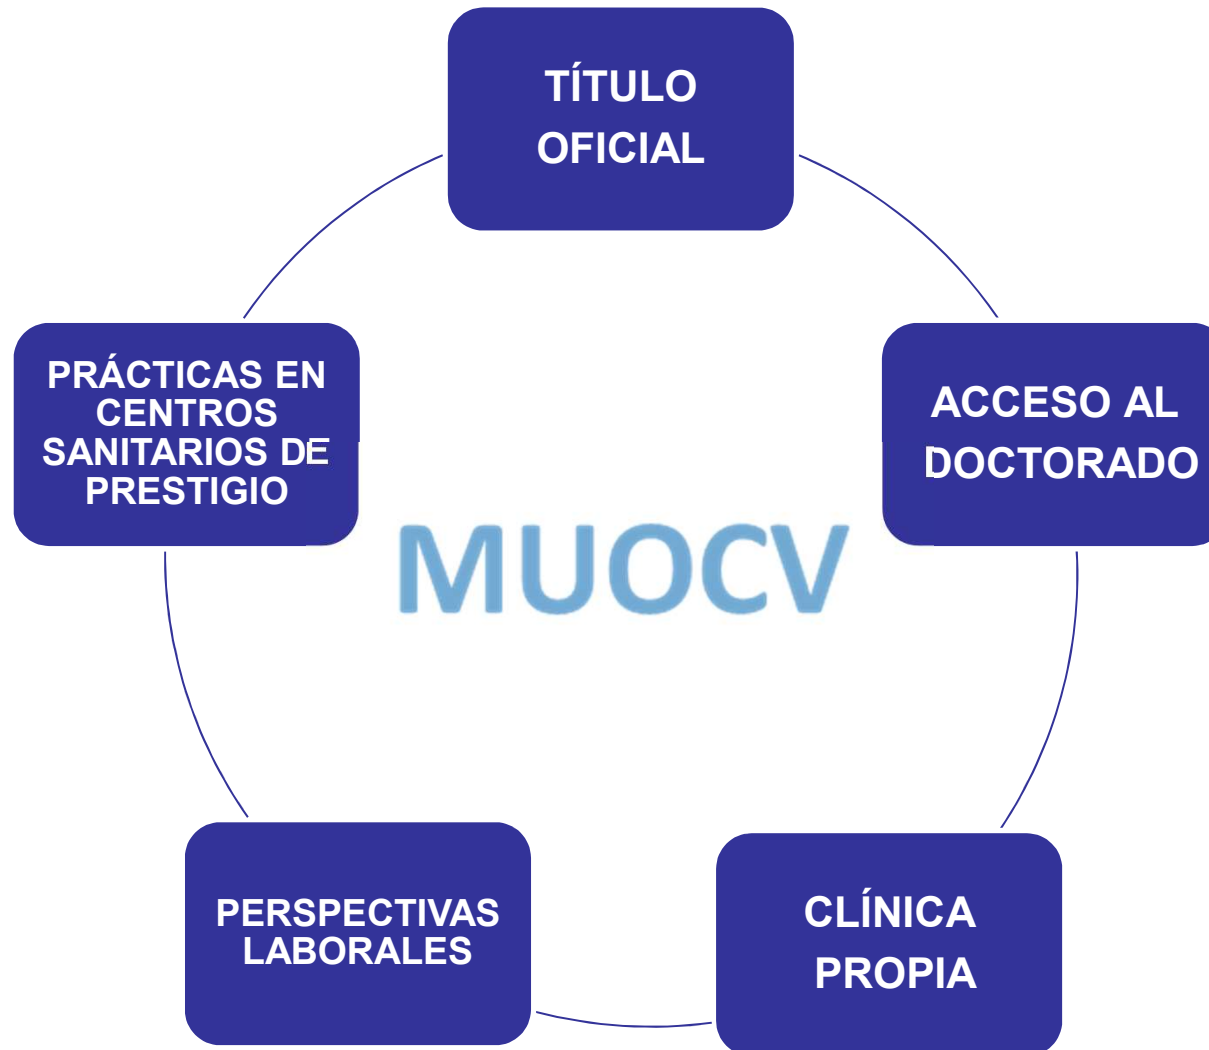 TÍTULO
OFICIAL
PRÁCTICAS EN
CENTROS
SANITARIOS DE
PRESTIGIO
ACCESO AL
DOCTORADO
MUOCV
PERSPECTIVAS
LABORALES
CLÍNICA
PROPIA